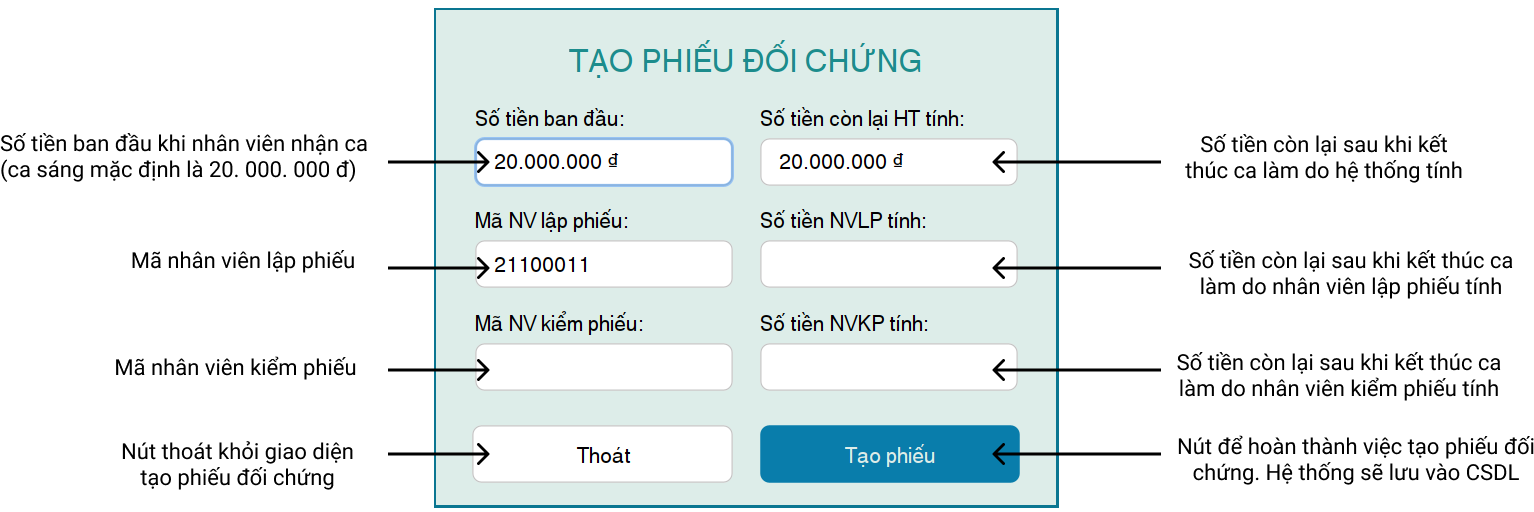 TẠO PHIẾU ĐỐI CHỨNG
Số tiền ban đầu:
Số tiền còn lại HT tính:
Số tiền ban đầu khi nhân viên nhận ca
(ca sáng mặc định là 20. 000. 000 đ)
20.000.000 ₫
20.000.000 ₫
Số tiền còn lại sau khi kết
thúc ca làm do hệ thống tính
Mã NV lập phiếu:
Số tiền NVLP tính:
Mã nhân viên lập phiếu
21100011
Số tiền còn lại sau khi kết thúc ca
làm do nhân viên lập phiếu tính
Mã NV kiểm phiếu:
Số tiền NVKP tính:
Mã nhân viên kiểm phiếu
Số tiền còn lại sau khi kết thúc ca
làm do nhân viên kiểm phiếu tính
Nút thoát khỏi giao diện
tạo phiếu đối chứng
Thoát
Tạo phiếu
Nút để hoàn thành việc tạo phiếu đối
chứng. Hệ thống sẽ lưu vào CSDL